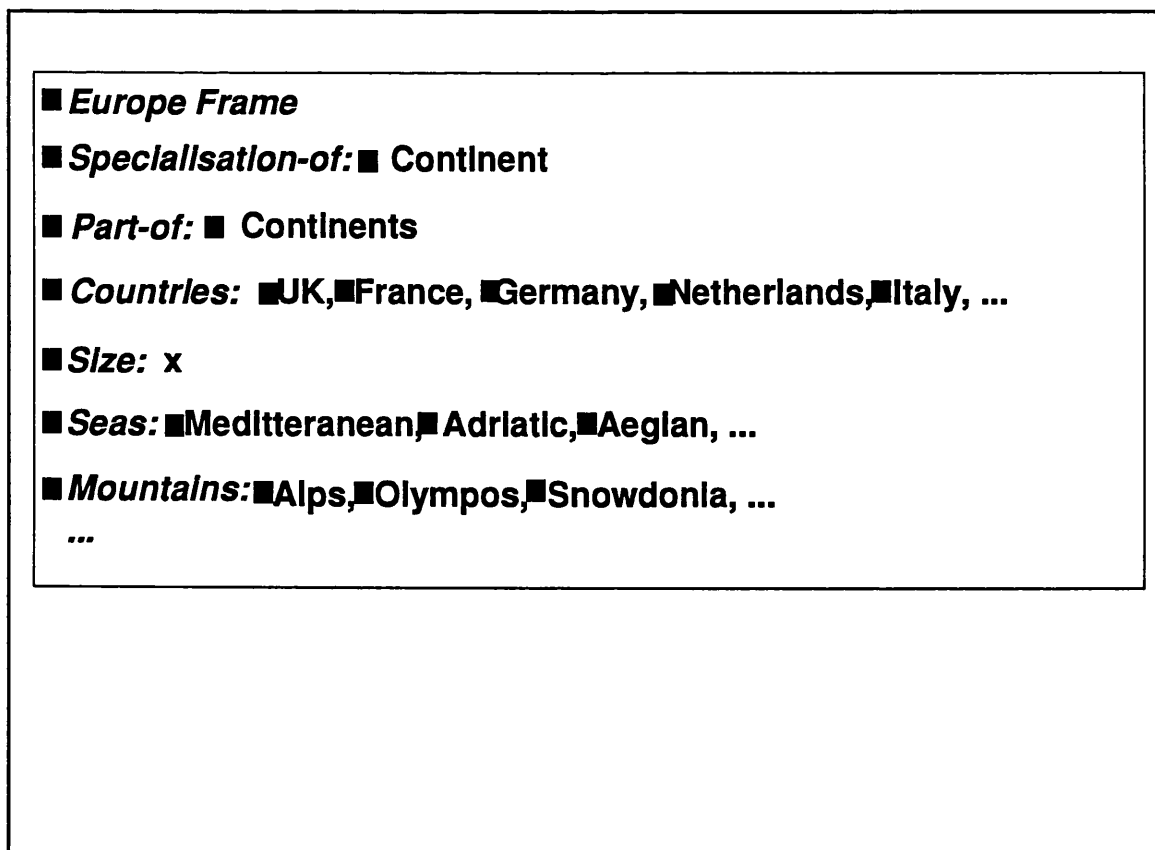 ■ Europe Frame
■ Specialisation-of: ■ Continent
■ Part-of: ■ Continents
■ Countries: ■UK,■France, ■Germany, ■Netherlands,■Italy, ...
■ Size: x
■ Seas: ■Meditteranean,■Adriatic,■Aegian, ...
■ Mountains:■Alps,■Olympos,■Snowdonia, ...
...